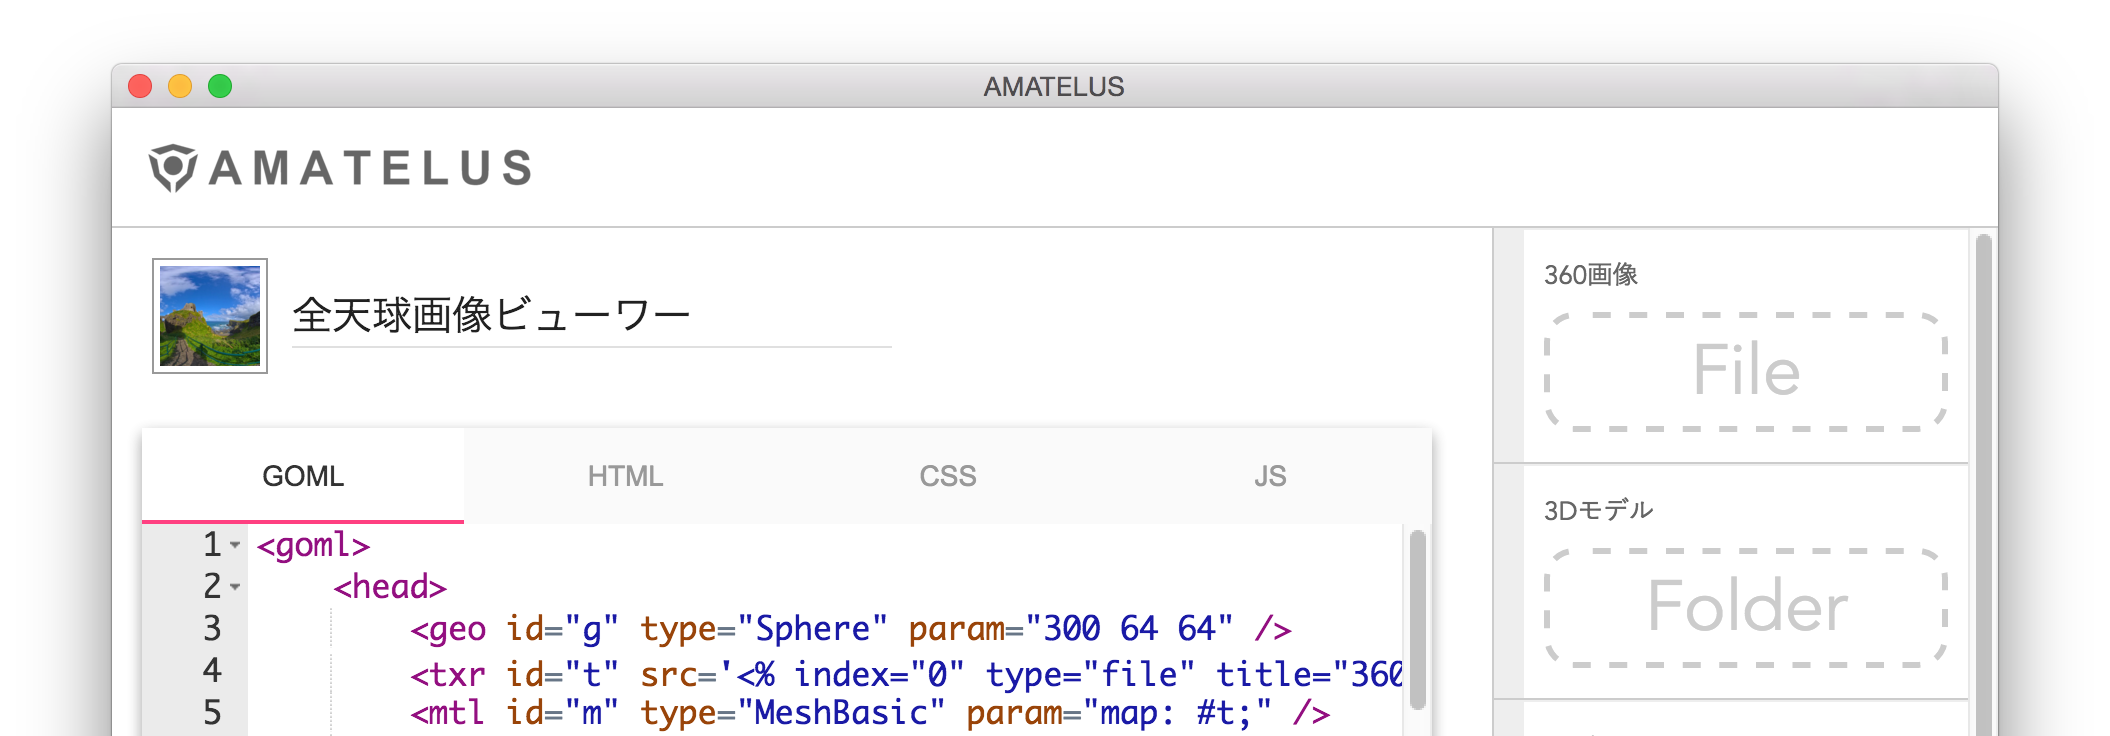 AMATELUS
AMATELUS
全天球画像ビューワー
GOML HTML CSS JS
1 <goml>
2 <head>
3 <geo id="g" type="Sphere" param="300 64 64" />
4 <txr id="t" src='<% index="0" type="file" title="360
5 <mtl id="m" type="MeshBasic" param="map: #t;" />
360画像
File
3Dモデル
Folder